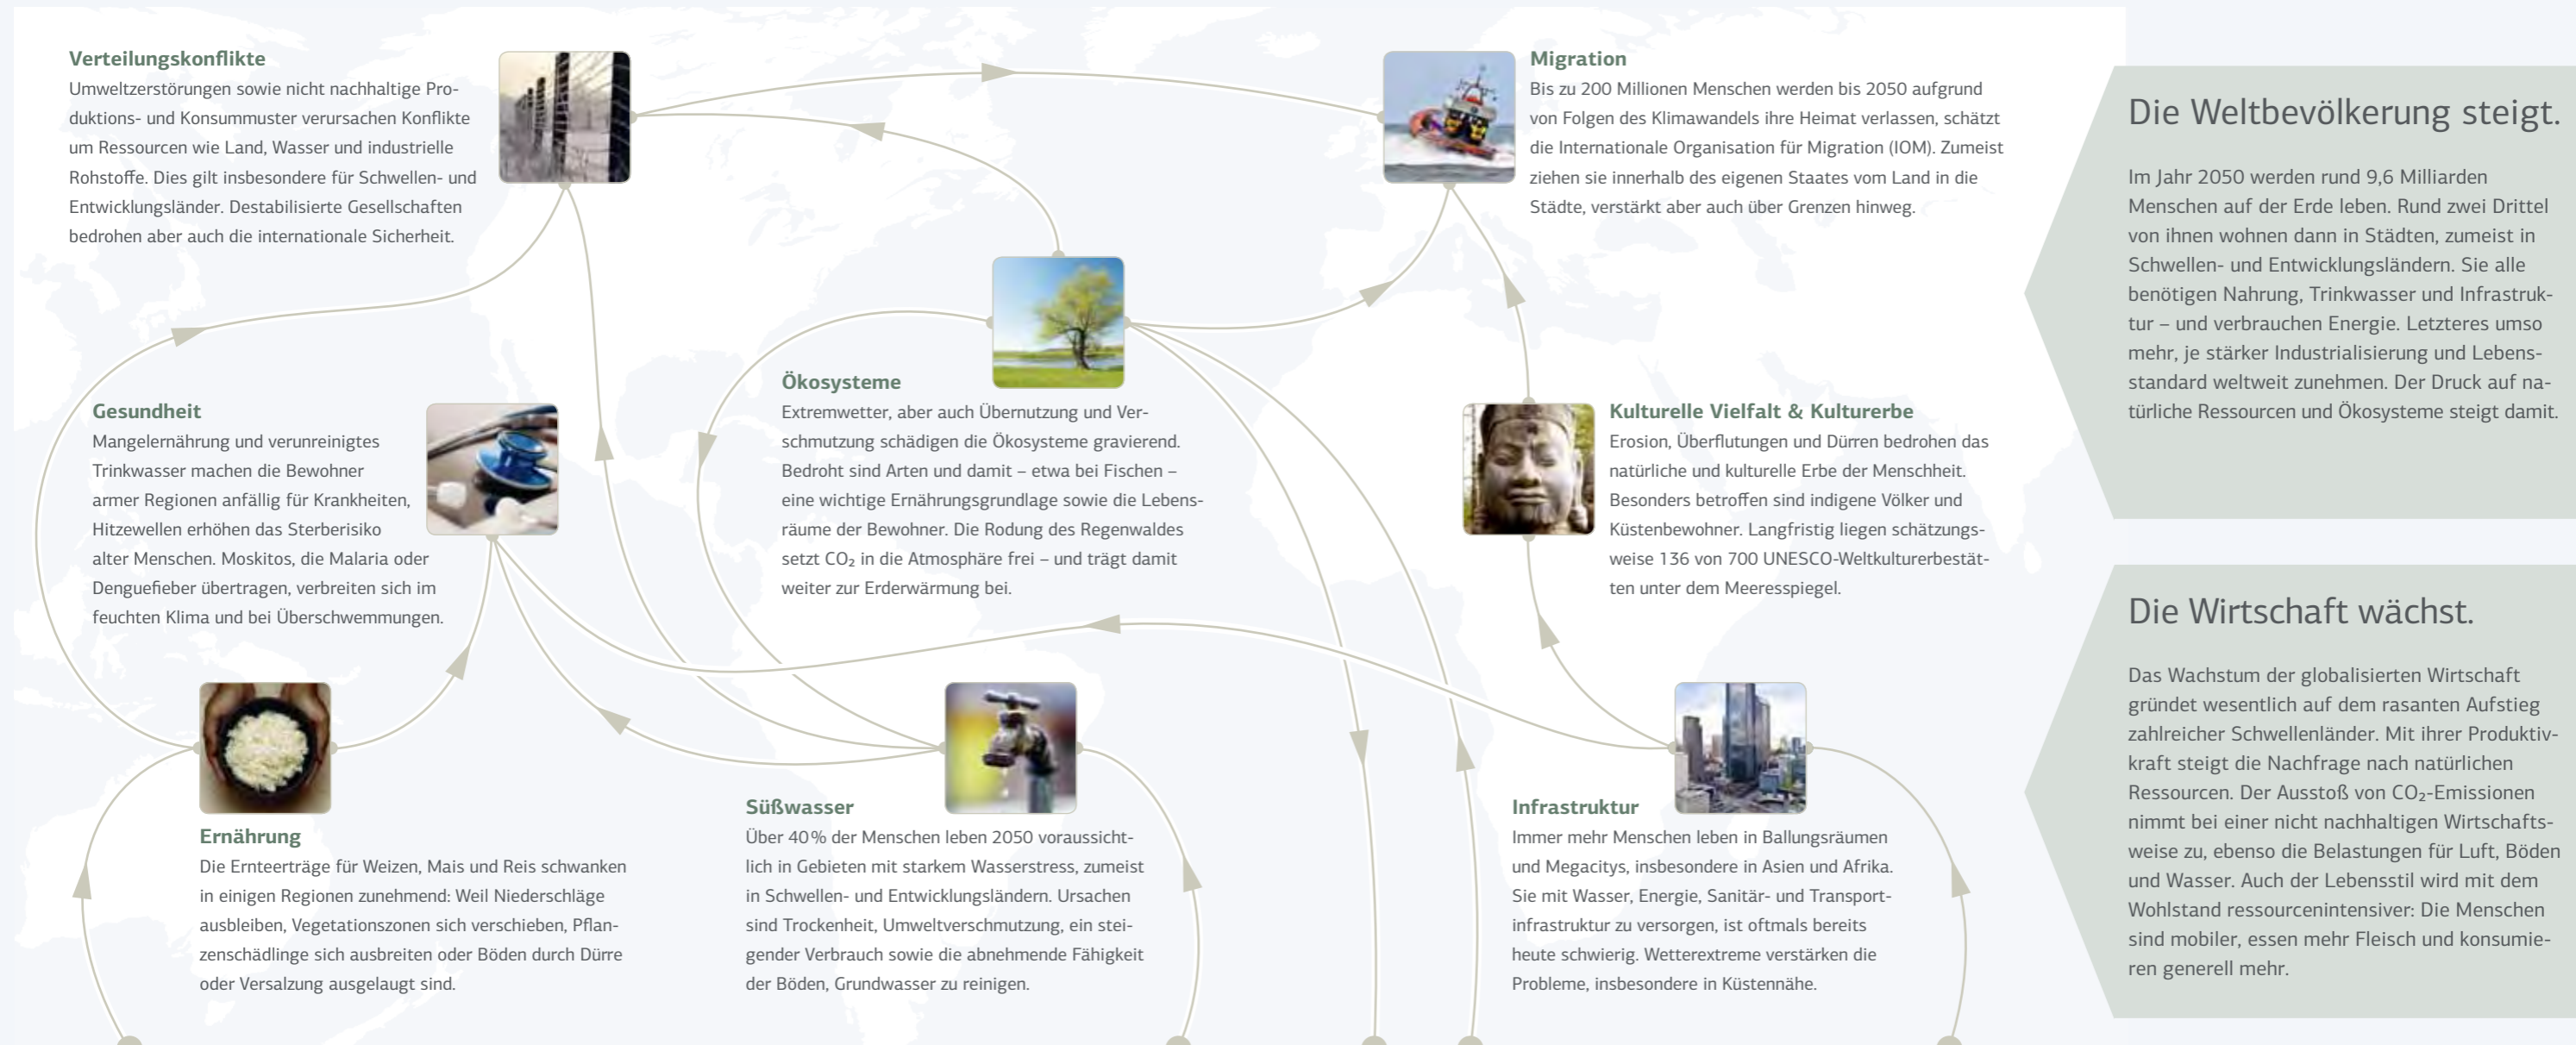 Verteilungskonflikte
Umweltzerstörungen sowie nicht nachhaltige Pro-
duktions- und Konsummuster verursachen Konflikte
um Ressourcen wie Land, Wasser und industrielle
Rohstoffe. Dies gilt insbesondere für Schwellen- und
Entwicklungsländer. Destabilisierte Gesellschaften
bedrohen aber auch die internationale Sicherheit.
Migration
Bis zu 200 Millionen Menschen werden bis 2050 aufgrund
von Folgen des Klimawandels ihre Heimat verlassen, schätzt
die Internationale Organisation für Migration (IOM). Zumeist
ziehen sie innerhalb des eigenen Staates vom Land in die
Städte, verstärkt aber auch über Grenzen hinweg.
Gesundheit
Mangelernährung und verunreinigtes
Trinkwasser machen die Bewohner
armer Regionen anfällig für Krankheiten,
Hitzewellen erhöhen das Sterberisiko
alter Menschen. Moskitos, die Malaria oder
Denguefieber übertragen, verbreiten sich im
feuchten Klima und bei Überschwemmungen.
Ökosysteme
Extremwetter, aber auch Übernutzung und Ver-
schmutzung schädigen die Ökosysteme gravierend.
Bedroht sind Arten und damit – etwa bei Fischen –
eine wichtige Ernährungsgrundlage sowie die Lebens-
räume der Bewohner. Die Rodung des Regenwaldes
setzt CO₂ in die Atmosphäre frei – und trägt damit
weiter zur Erderwärmung bei.
Kulturelle Vielfalt & Kulturerbe
Erosion, Überflutungen und Dürren bedrohen das
natürliche und kulturelle Erbe der Menschheit.
Besonders betroffen sind indigene Völker und
Küstenbewohner. Langfristig liegen schätzungs-
weise 136 von 700 UNESCO-Weltkulturerbestät-
ten unter dem Meeresspiegel.
Ernährung
Die Ernteerträge für Weizen, Mais und Reis schwanken
in einigen Regionen zunehmend: Weil Niederschläge
ausbleiben, Vegetationszonen sich verschieben, Pflan-
zenschädlinge sich ausbreiten oder Böden durch Dürre
oder Versalzung ausgelaugt sind.
Süßwasser
Über 40 % der Menschen leben 2050 voraussicht-
lich in Gebieten mit starkem Wasserstress, zumeist
in Schwellen- und Entwicklungsländern. Ursachen
sind Trockenheit, Umweltverschmutzung, ein stei-
gender Verbrauch sowie die abnehmende Fähigkeit
der Böden, Grundwasser zu reinigen.
Infrastruktur
Immer mehr Menschen leben in Ballungsräumen
und Megacitys, insbesondere in Asien und Afrika.
Sie mit Wasser, Energie, Sanitär- und Transport-
infrastruktur zu versorgen, ist oftmals bereits
heute schwierig. Wetterextreme verstärken die
Probleme, insbesondere in Küstennähe.
Die Weltbevölkerung steigt.
Im Jahr 2050 werden rund 9,6 Milliarden
Menschen auf der Erde leben. Rund zwei Drittel
von ihnen wohnen dann in Städten, zumeist in
Schwellen- und Entwicklungsländern. Sie alle
benötigen Nahrung, Trinkwasser und Infrastruk-
tur – und verbrauchen Energie. Letzteres umso
mehr, je stärker Industrialisierung und Lebens-
standard weltweit zunehmen. Der Druck auf na-
türliche Ressourcen und Ökosysteme steigt damit.
Die Wirtschaft wächst.
Das Wachstum der globalisierten Wirtschaft
gründet wesentlich auf dem rasanten Aufstieg
zahlreicher Schwellenländer. Mit ihrer Produktiv-
kraft steigt die Nachfrage nach natürlichen
Ressourcen. Der Ausstoß von CO₂-Emissionen
nimmt bei einer nicht nachhaltigen Wirtschafts-
weise zu, ebenso die Belastungen für Luft, Böden
und Wasser. Auch der Lebensstil wird mit dem
Wohlstand ressourcenintensiver: Die Menschen
sind mobiler, essen mehr Fleisch und konsumie-
ren generell mehr.